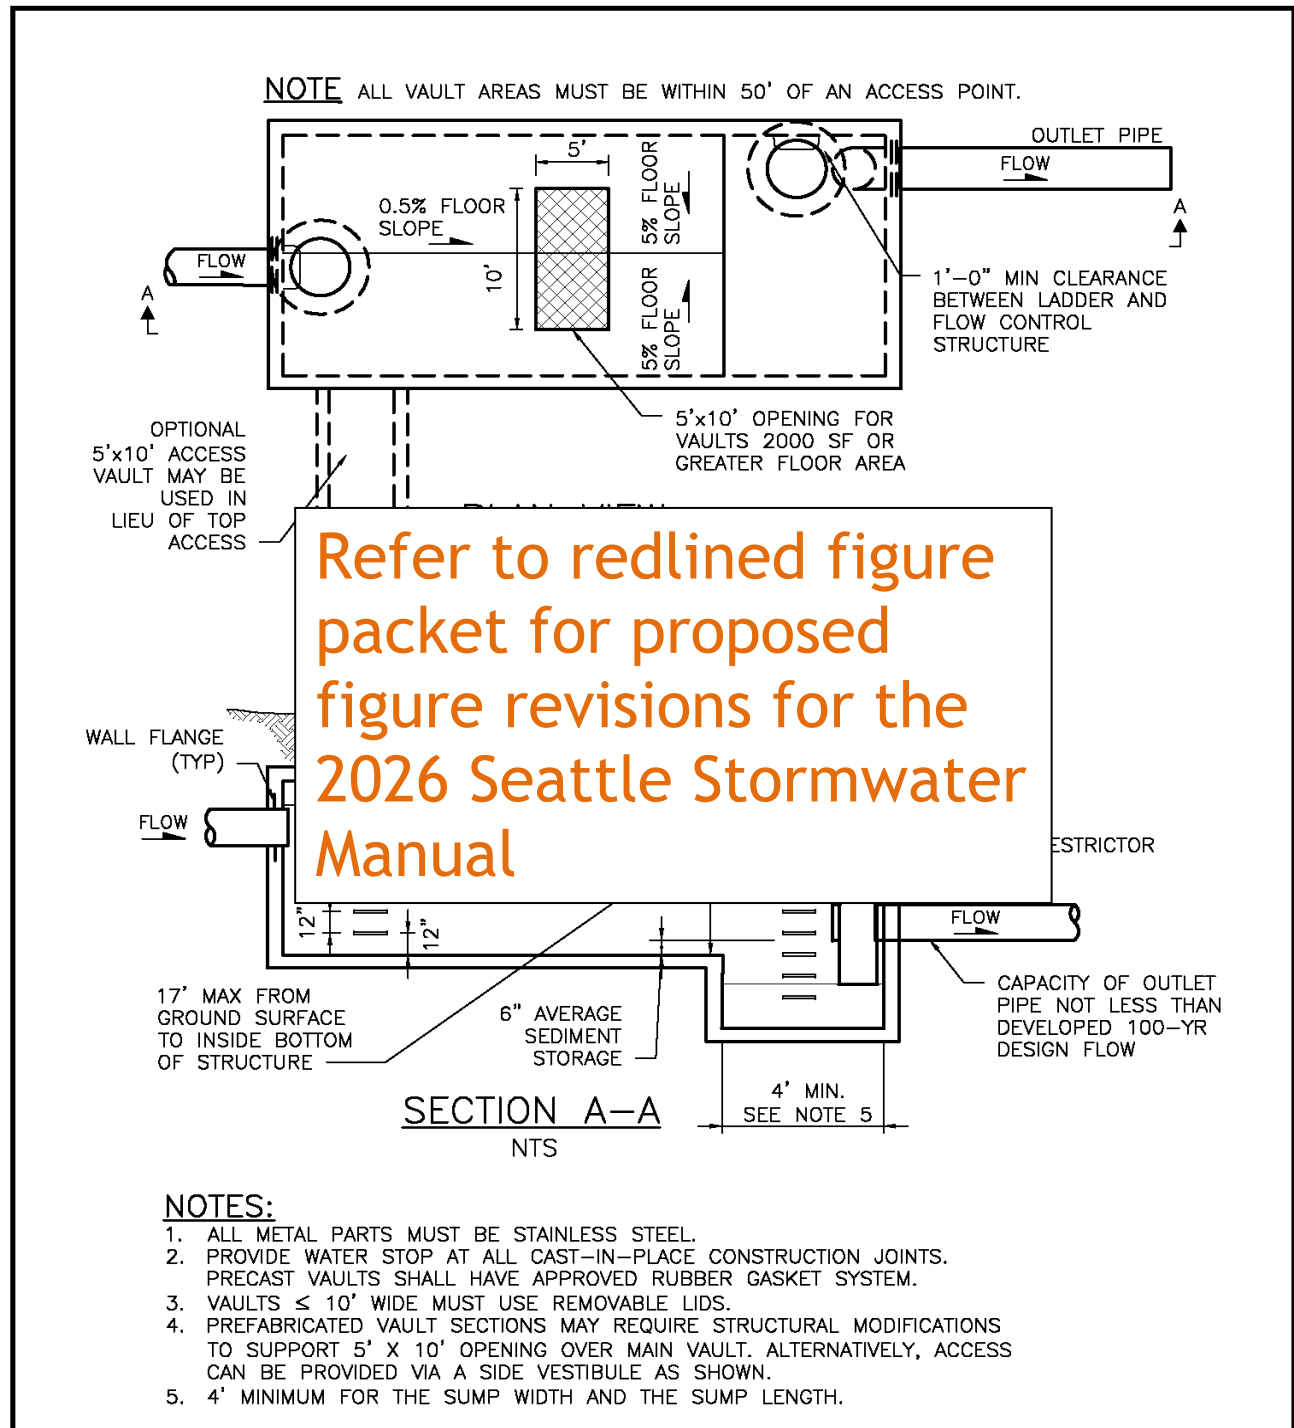 NOTE ALL VAULT AREAS MUST BE WITHIN 50' OF AN ACCESS POINT.
OUTLET PIPE
FLOW
5'
0.5% FLOOR
SLOPE
5% FLOOR
SLOPE
A
FLOW
10'
5% FLOOR
SLOPE
A
1'-0" MIN CLEARANCE
BETWEEN LADDER AND
FLOW CONTROL
STRUCTURE
5'x10' OPENING FOR
VAULTS 2000 SF OR
GREATER FLOOR AREA
OPTIONAL
5'x10' ACCESS
VAULT MAY BE
USED IN
LIEU OF TOP
ACCESS
Refer to redlined figure
packet for proposed
figure revisions for the
2026 Seattle Stormwater
Manual
WALL FLANGE
(TYP)
FLOW
ESTRICTOR
12"
12"
FLOW
17' MAX FROM
GROUND SURFACE
TO INSIDE BOTTOM
OF STRUCTURE
6" AVERAGE
SEDIMENT
STORAGE
CAPACITY OF OUTLET
PIPE NOT LESS THAN
DEVELOPED 100-YR
DESIGN FLOW
4' MIN.
SEE NOTE 5
SECTION A-A
NTS
NOTES:
1. ALL METAL PARTS MUST BE STAINLESS STEEL.
2. PROVIDE WATER STOP AT ALL CAST-IN-PLACE CONSTRUCTION JOINTS.
PRECAST VAULTS SHALL HAVE APPROVED RUBBER GASKET SYSTEM.
3. VAULTS ≤ 10' WIDE MUST USE REMOVABLE LIDS.
4. PREFABRICATED VAULT SECTIONS MAY REQUIRE STRUCTURAL MODIFICATIONS
TO SUPPORT 5' X 10' OPENING OVER MAIN VAULT. ALTERNATIVELY, ACCESS
CAN BE PROVIDED VIA A SIDE VESTIBULE AS SHOWN.
5. 4' MINIMUM FOR THE SUMP WIDTH AND THE SUMP LENGTH.